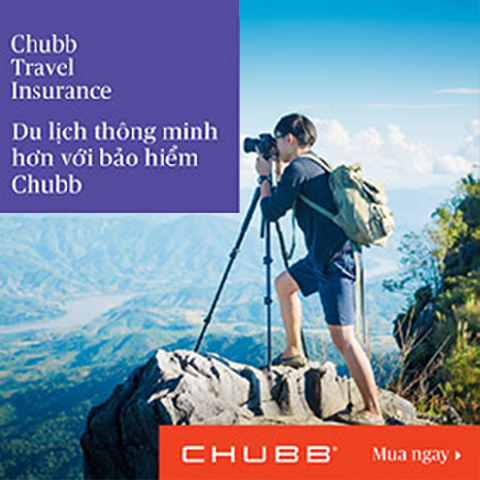 Chubb
Travel
Insurance
Du lịch thông minh
hơn với bảo hiểm
Chubb
CHUBB®
Mua ngay ▸